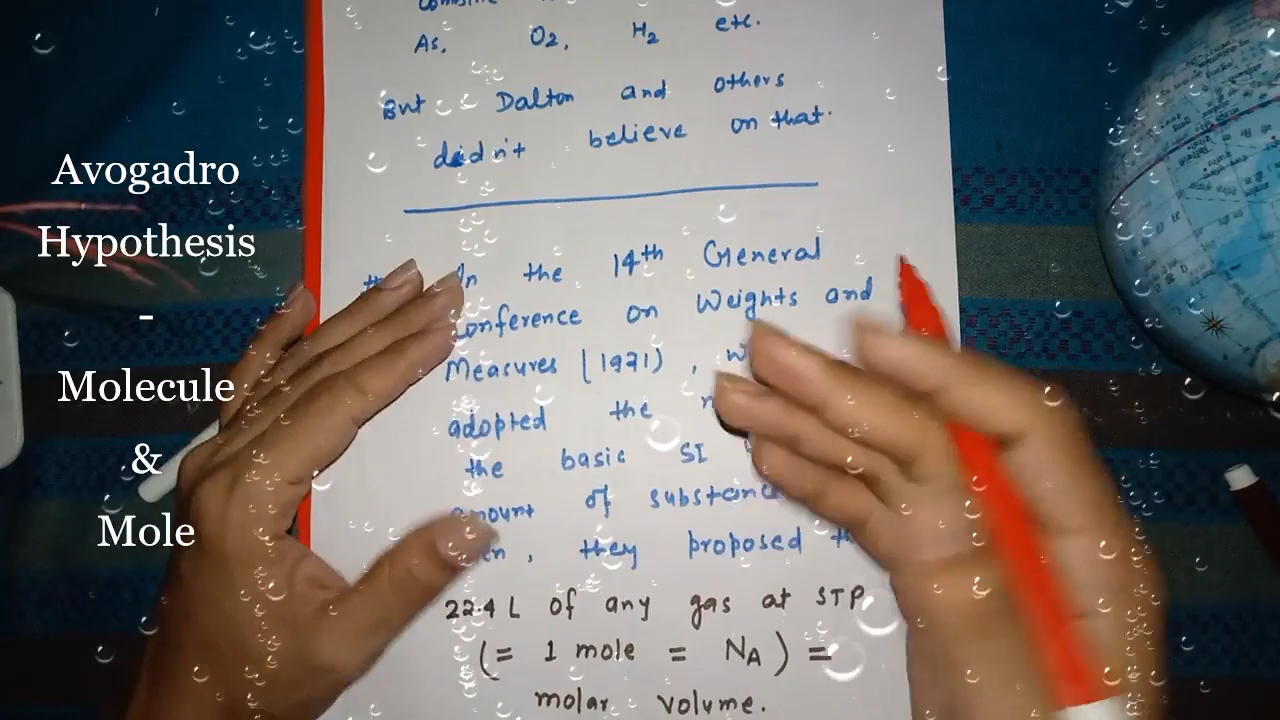 Avogadro
Hypothesis
-
Molecule
&
Mole
As, O2, H2 etc.
But Dalton and others
didn't believe on that.
In the 14th General
Conference on Weights and
Measures (1971),
adopted the
the basic SI
amount of substance
, they proposed
22.4 L of any gas at STP
(= 1 mole = NA) =
molar volume.